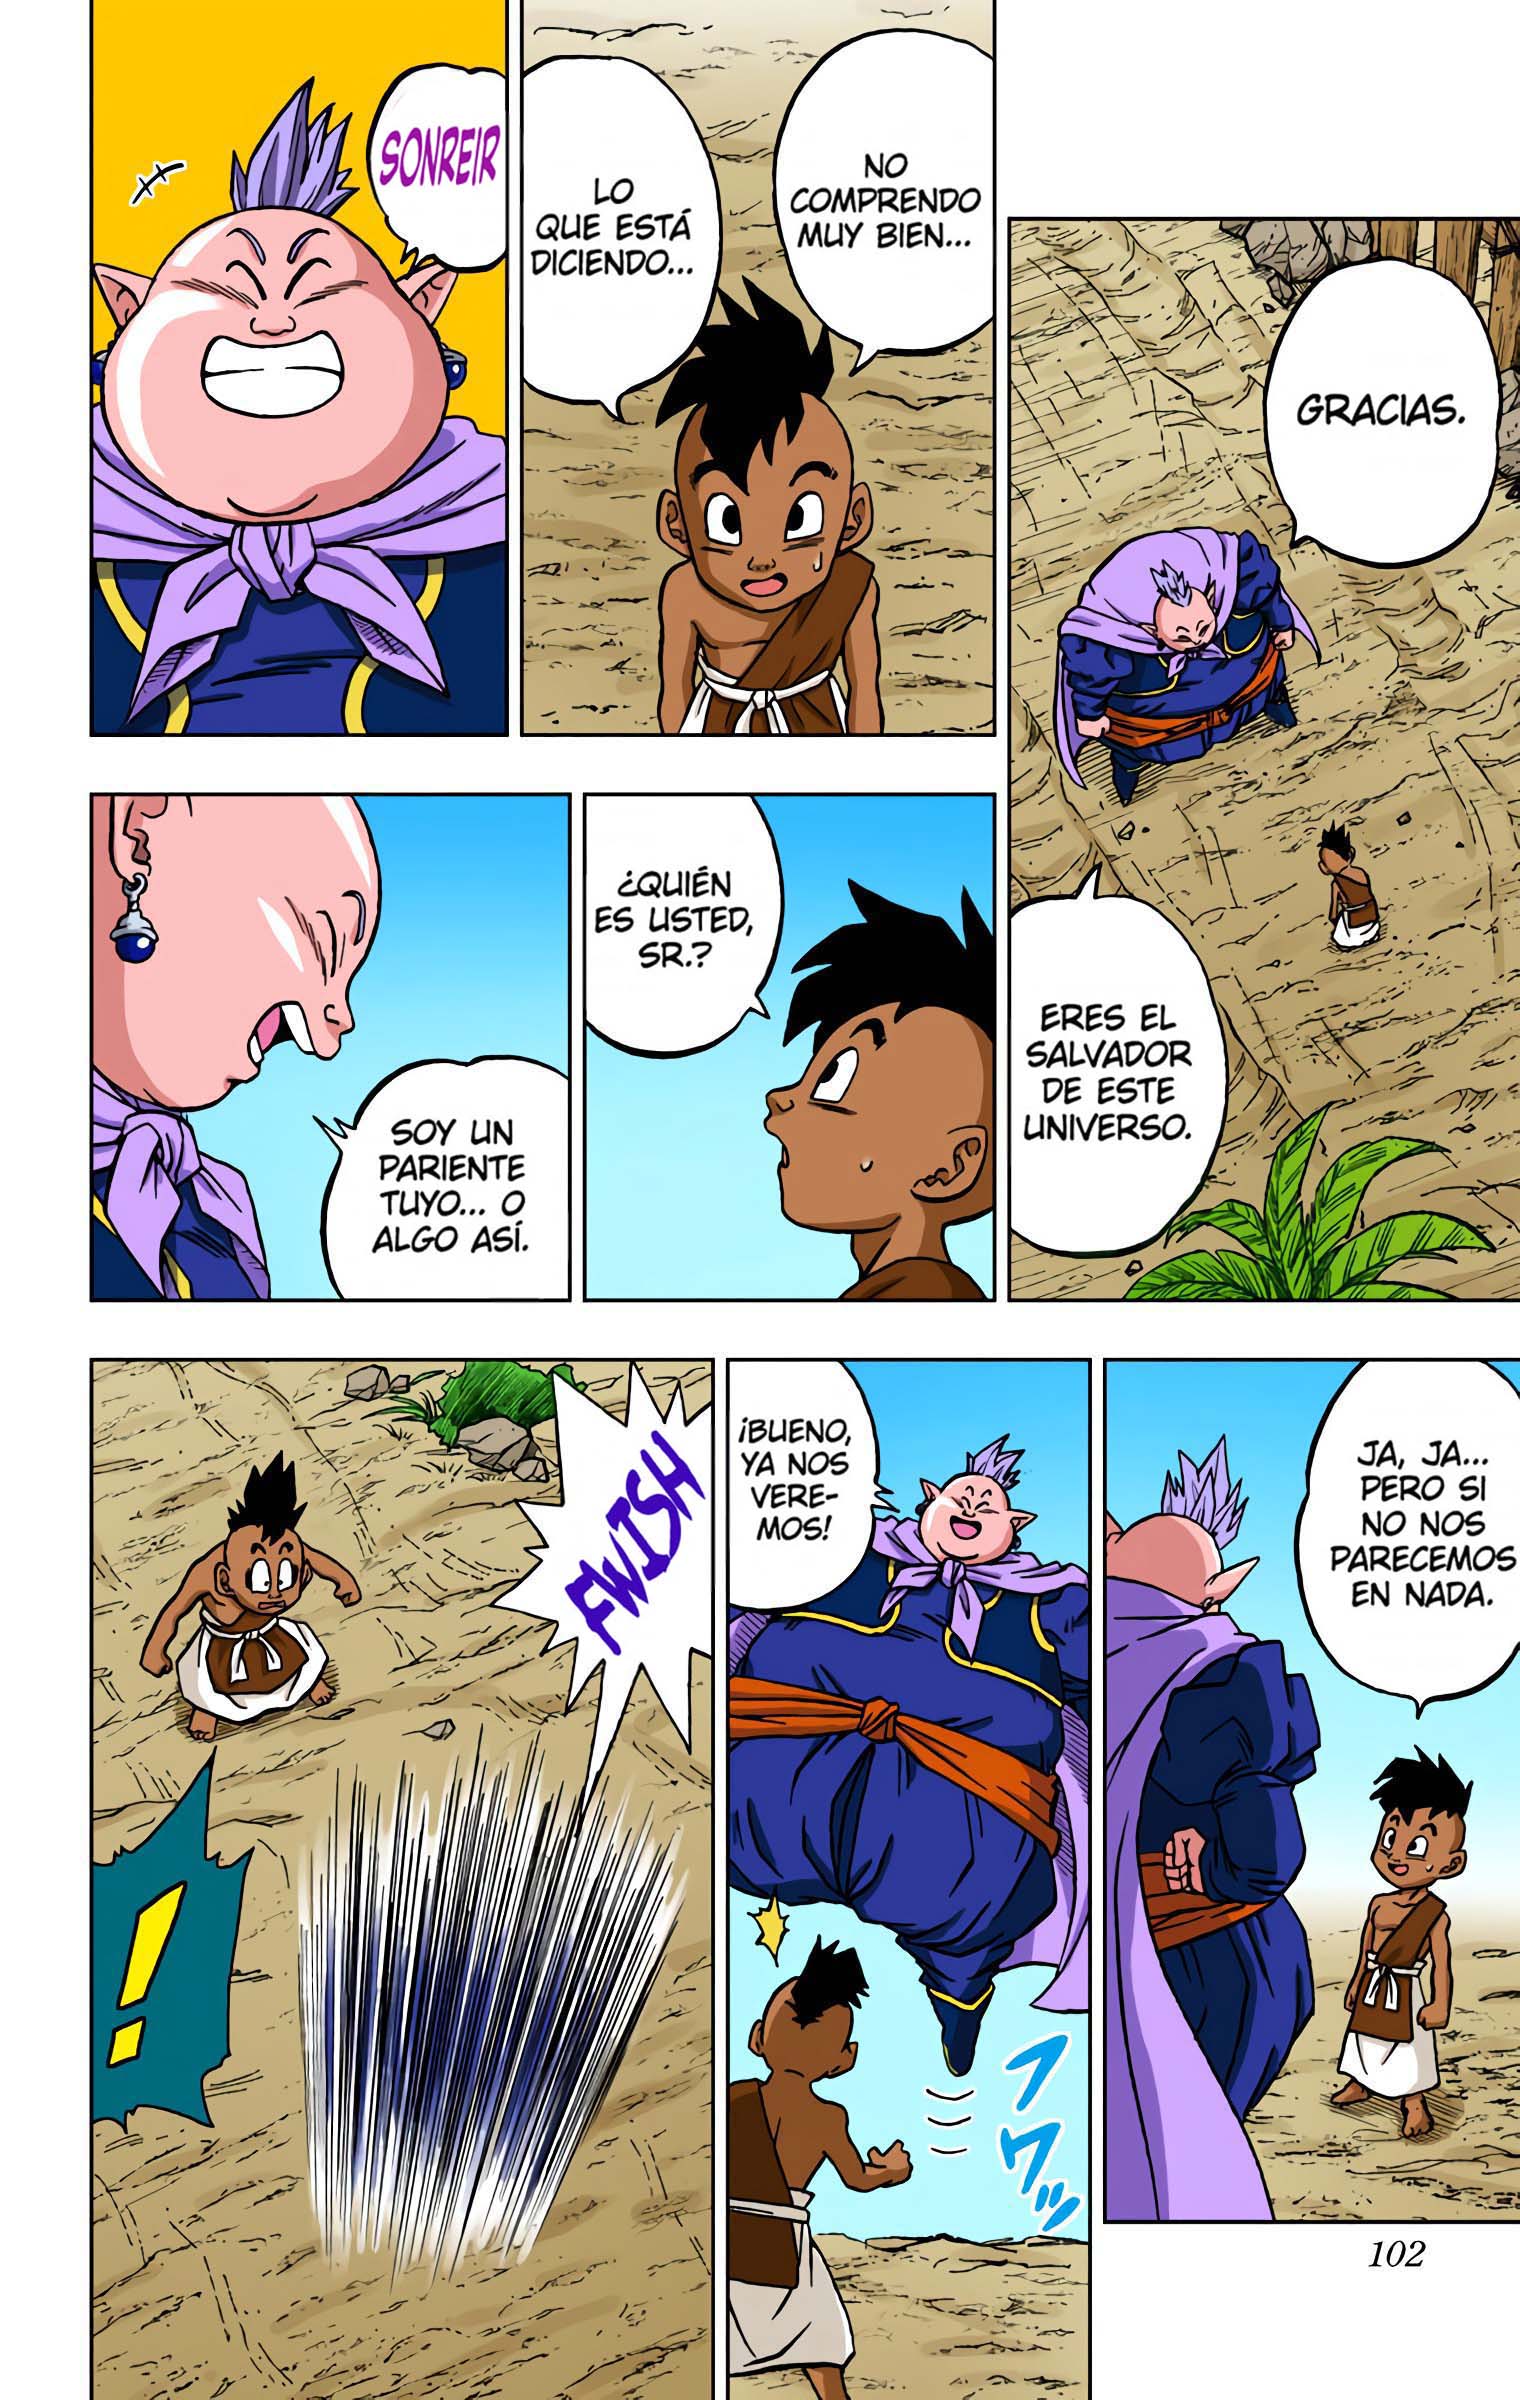 GRACIAS.
ERES EL
SALVADOR
DE ESTE
UNIVERSO.
NO
COMPRENDO
MUY BIEN...
LO
QUE ESTÁ
DICIENDO...
SONREIR
¿QUIÉN
ES USTED,
SR.?
SOY UN
PARIENTE
TUYO... O
ALGO ASÍ.
JA, JA...
PERO SI
NO NOS
PARECEMOS
EN NADA.
¡BUENO,
YA NOS
VERE-
MOS!
フワッ
FWISH
!
102